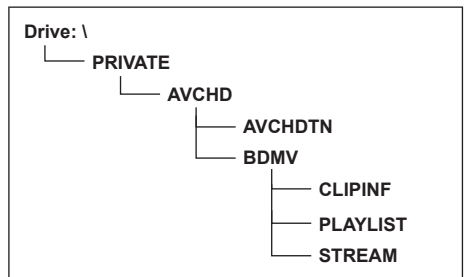 Drive: \
PRIVATE
AVCHD
AVCHDTN
BDMV
CLIPINF
PLAYLIST
STREAM